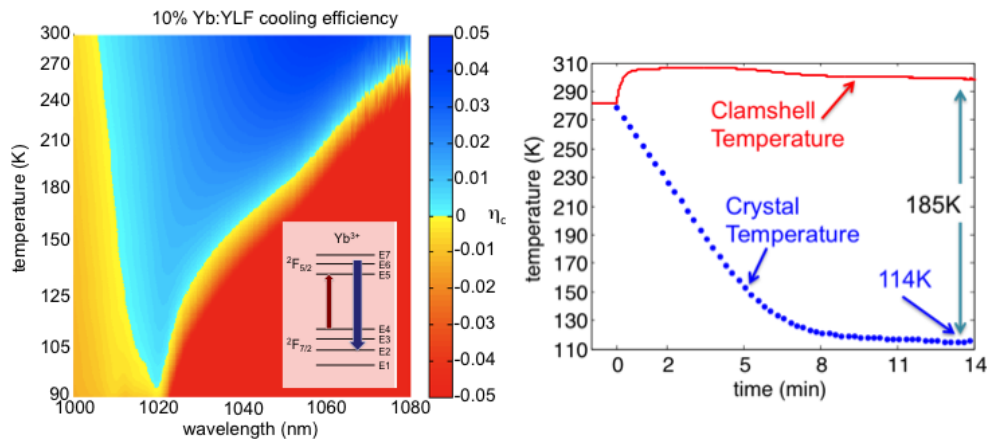 10% Yb:YLF cooling efficiency
300
270
240
210
180
150
125
105
90
temperature (K)
1000
1020
1040
1060
1080
wavelength (nm)
0.05
0.04
0.03
0.02
0.01
0
-0.01
-0.02
-0.03
-0.04
-0.05
ηc
Yb3+
2F5/2
E7
E6
E5
2F7/2
E4
E3
E2
E1
310
290
270
250
230
210
190
170
150
130
110
temperature (K)
0
2
5
8
11
14
time (min)
Clamshell
Temperature
Crystal
Temperature
185K
114K